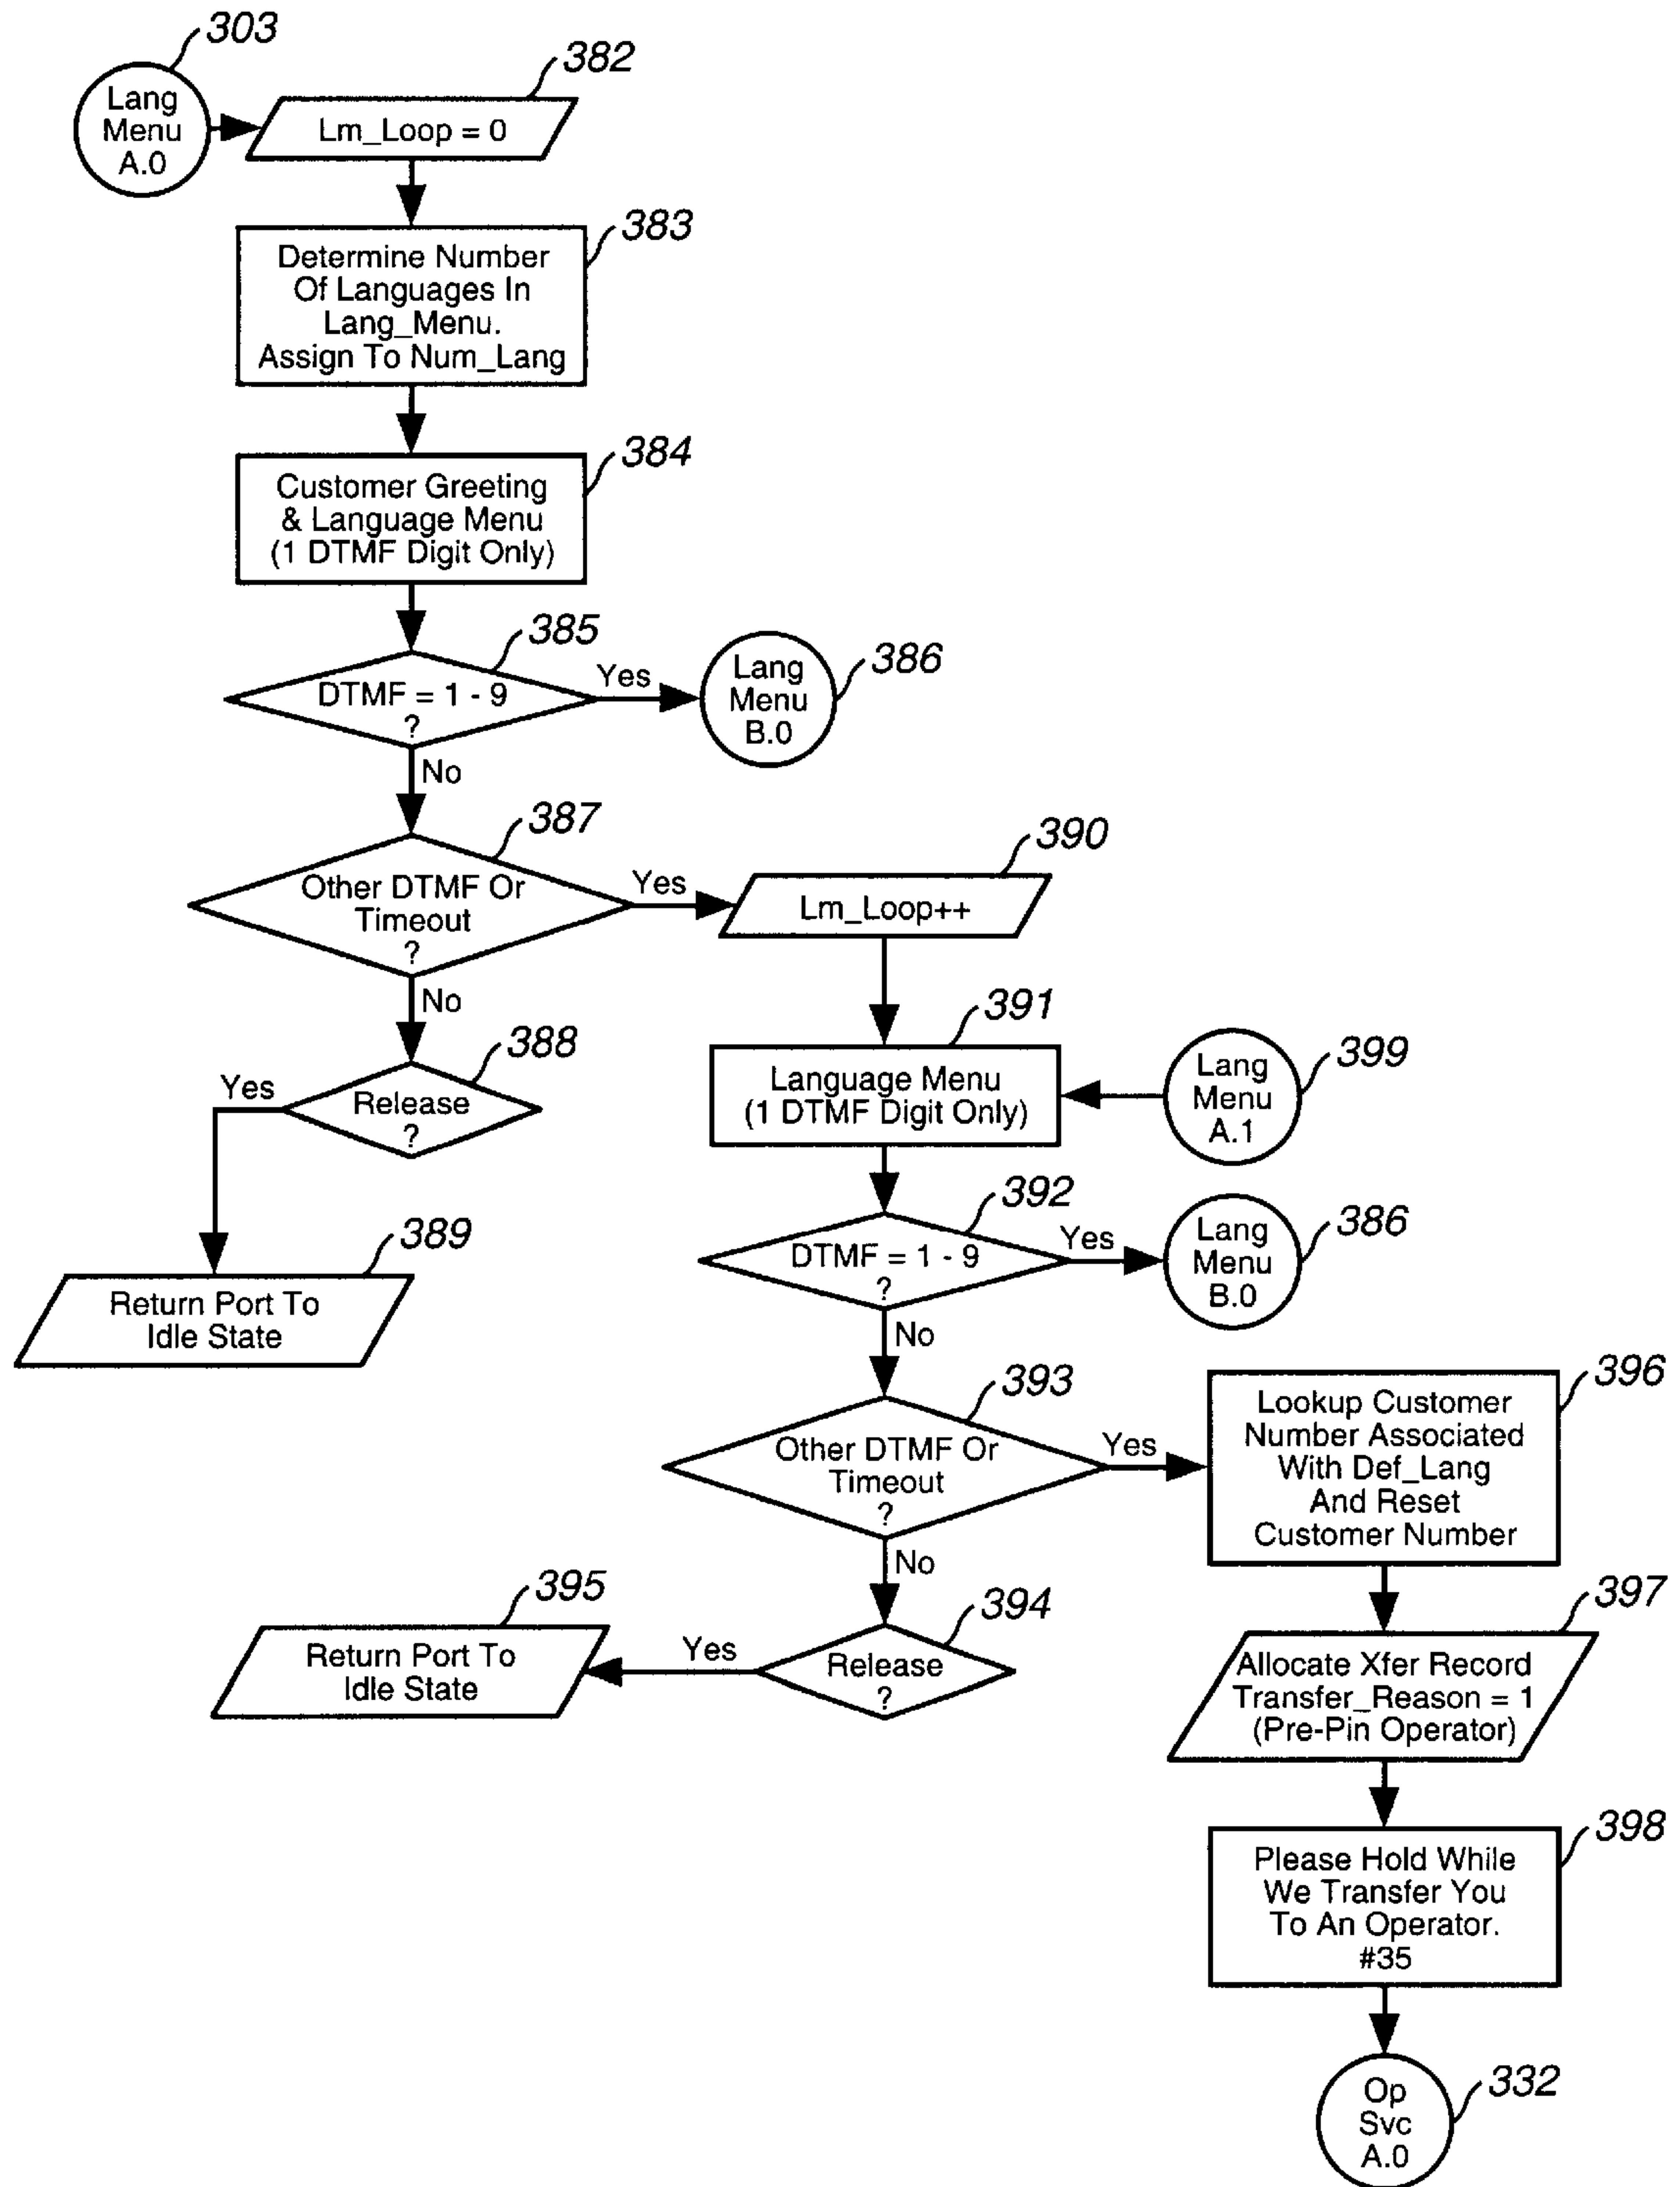 303
Lang
Menu
A.0
382
Lm_Loop = 0
383
Determine Number
Of Languages In
Lang_Menu.
Assign To Num_Lang
384
Customer Greeting
& Language Menu
(1 DTMF Digit Only)
385
DTMF = 1 - 9
?
Yes
Lang
Menu
B.0
386
No
387
Other DTMF Or
Timeout
?
Yes
390
Lm_Loop++
No
388
Release
?
Yes
389
Return Port To
Idle State
391
Language Menu
(1 DTMF Digit Only)
Lang
Menu
A.1
399
392
DTMF = 1 - 9
?
Yes
Lang
Menu
B.0
386
No
393
Other DTMF Or
Timeout
?
Yes
396
Lookup Customer
Number Associated
With Def_Lang
And Reset
Customer Number
No
394
Release
?
Yes
395
Return Port To
Idle State
397
Allocate Xfer Record
Transfer_Reason = 1
(Pre-Pin Operator)
398
Please Hold While
We Transfer You
To An Operator.
#35
Op
Svc
A.0
332